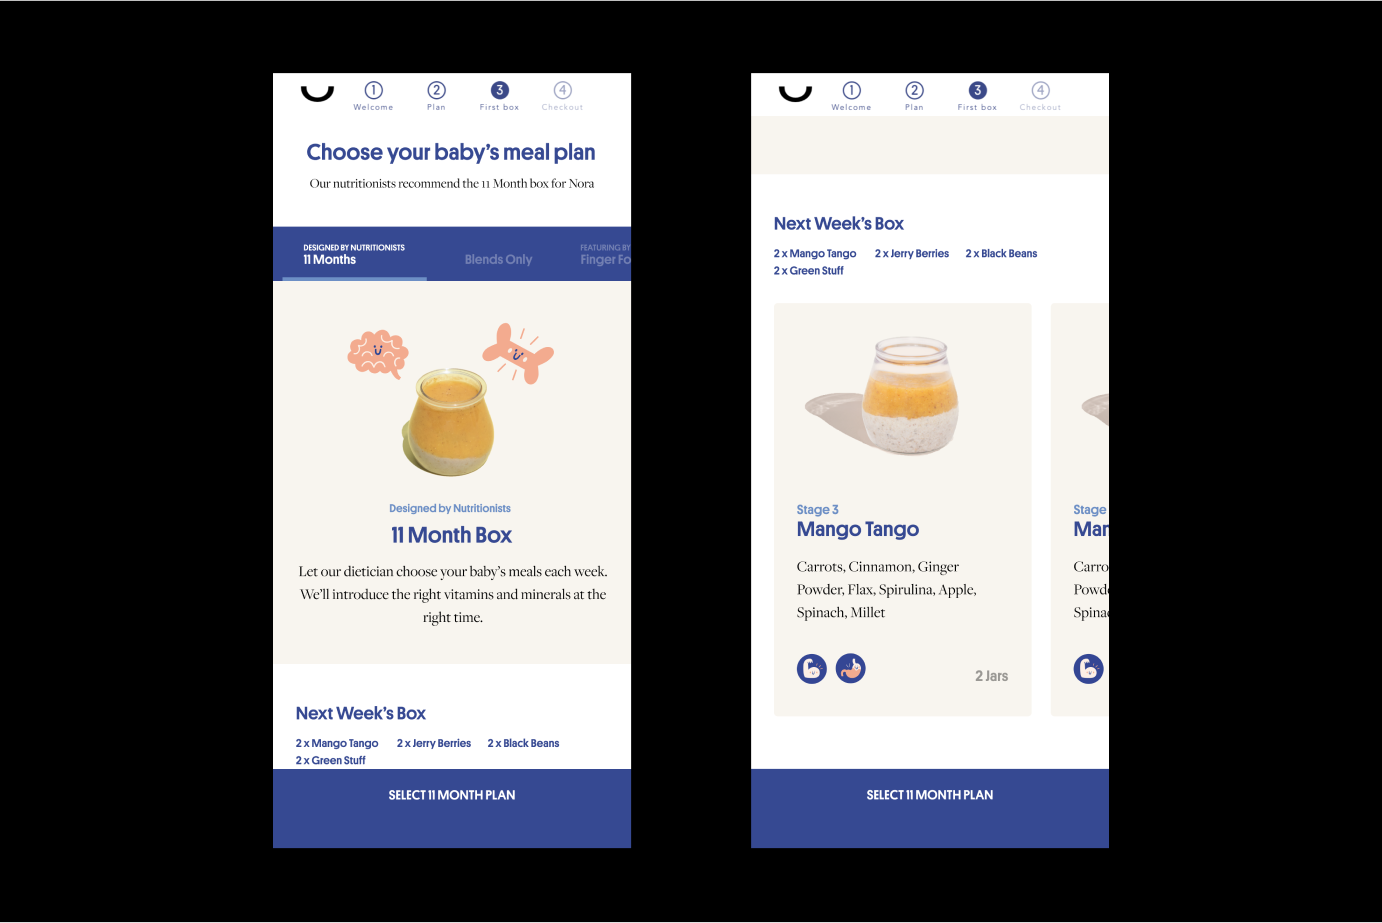 1 2 3 4
Welcome Plan First box Checkout
Choose your baby's meal plan
Our nutritionists recommend the 11 Month box for Nora
DESIGNED BY NUTRITIONISTS
11 Months
Blends Only
FEATURING BY
Finger Fo
Designed by Nutritionists
11 Month Box
Let our dietician choose your baby's meals each week.
We'll introduce the right vitamins and minerals at the
right time.
Next Week's Box
2 x Mango Tango 2 x Jerry Berries 2 x Black Beans
2 x Green Stuff
SELECT 11 MONTH PLAN
1 2 3 4
Welcome Plan First box Checkout
Next Week's Box
2 x Mango Tango 2 x Jerry Berries 2 x Black Beans
2 x Green Stuff
Stage 3
Mango Tango
Carrots, Cinnamon, Ginger
Powder, Flax, Spirulina, Apple,
Spinach, Millet
2 Jars
Stage
Man
Carro
Powd
Spina
SELECT 11 MONTH PLAN